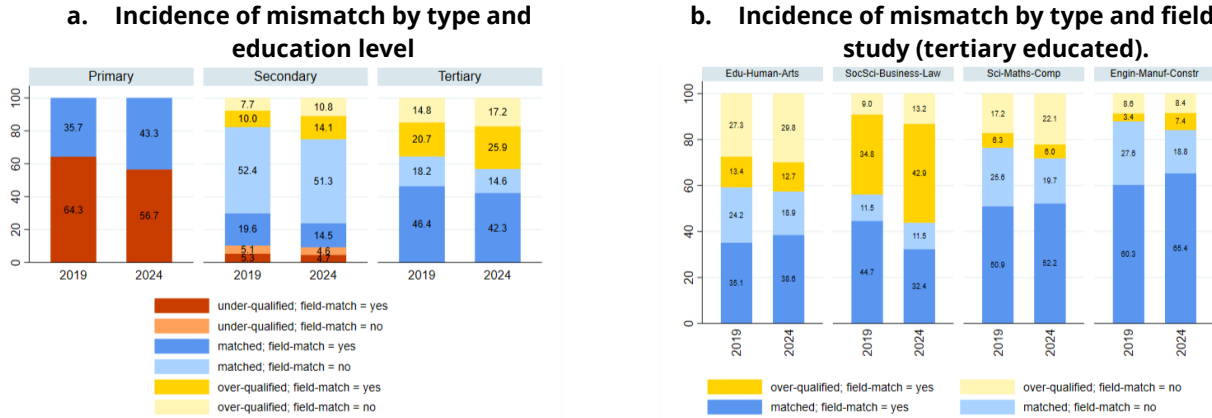 a. Incidence of mismatch by type and
education level
Primary Secondary Tertiary
100
80
60
40
20
0
35.7 43.3
64.3 56.7
7.7 10.8
10.0 14.1
52.4 51.3
19.6 14.5
5.1 4.6
5.3 4.7
14.8 17.2
20.7 25.9
18.2 14.6
46.4 42.3
2019 2024 2019 2024 2019 2024
under-qualified; field-match = yes
under-qualified; field-match = no
matched; field-match = yes
matched; field-match = no
over-qualified; field-match = yes
over-qualified; field-match = no
b. Incidence of mismatch by type and field
study (tertiary educated).
Edu-Human-Arts SocSci-Business-Law Sci-Maths-Comp Engin-Manuf-Constr
100
80
60
40
20
0
27.3 29.8
13.4 12.7
24.2 18.9
35.1 38.6
9.0 13.2
34.8 42.9
11.5 11.5
44.7 32.4
17.2 22.1
6.3 6.0
25.6 19.7
50.9 52.2
8.6 8.4
3.4 7.4
27.6 18.8
60.3 65.4
2019 2024 2019 2024 2019 2024 2019 2024
over-qualified; field-match = yes over-qualified; field-match = no
matched; field-match = yes matched; field-match = no